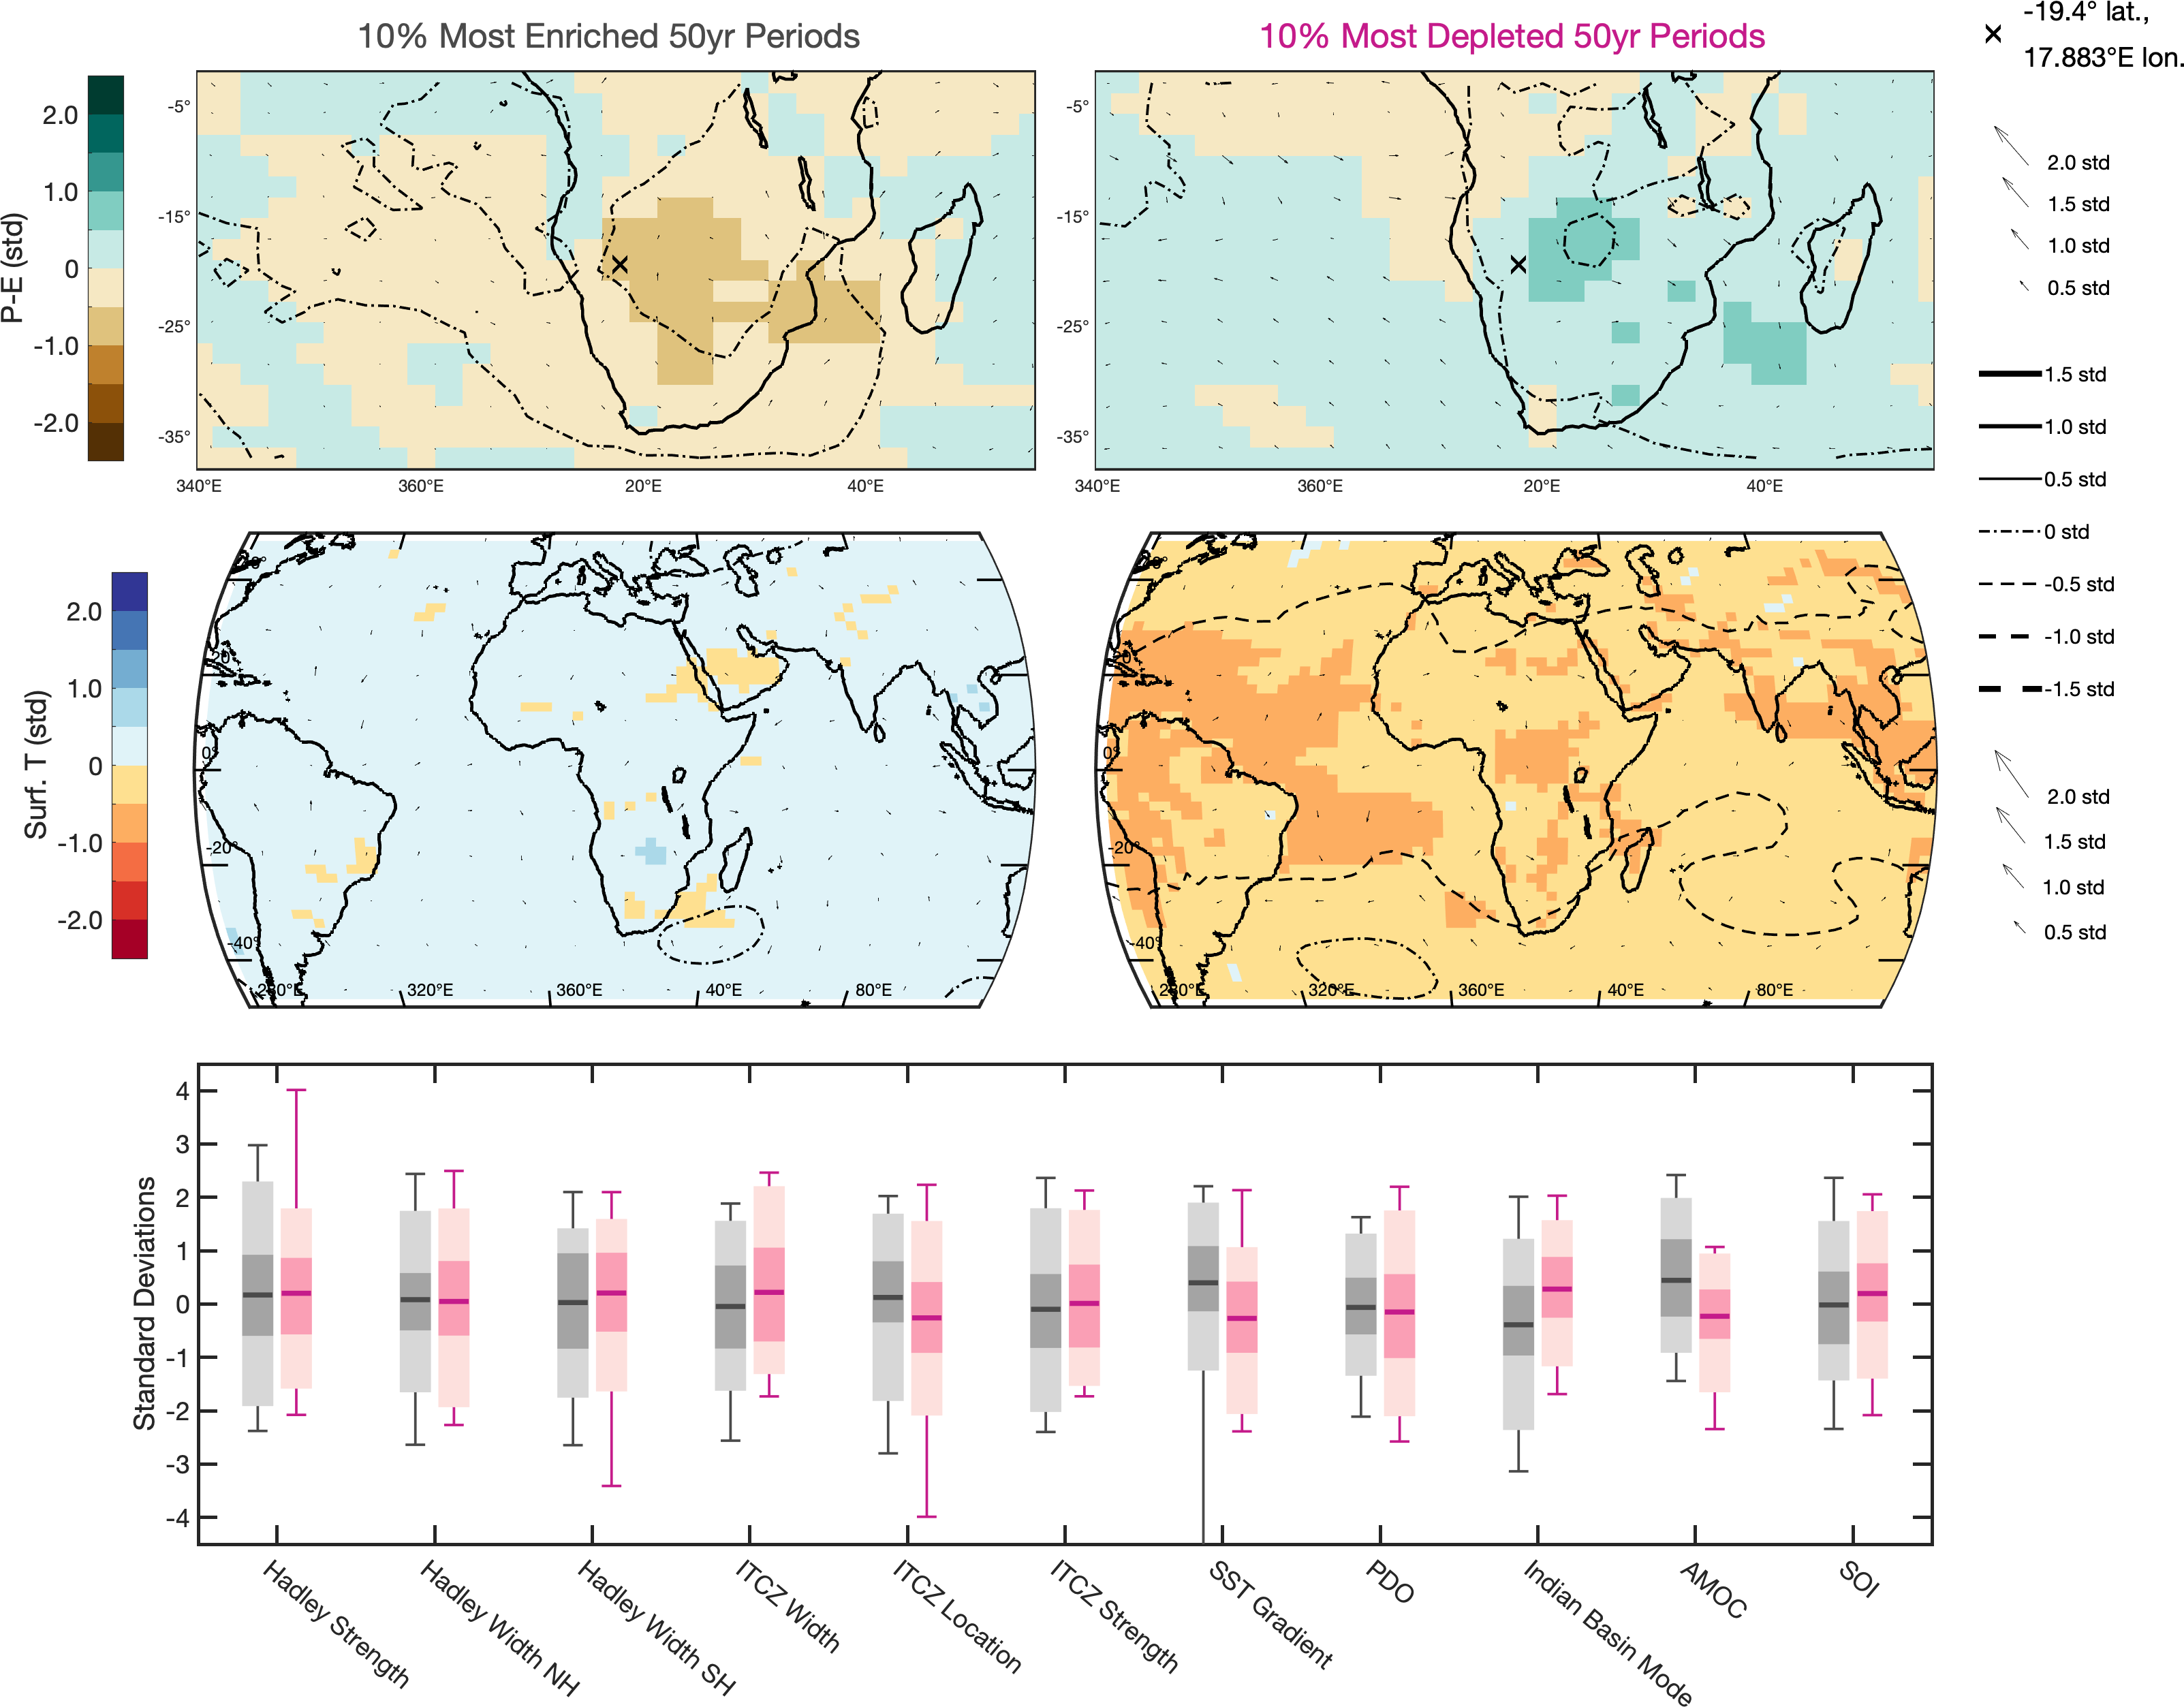 10% Most Enriched 50yr Periods
10% Most Depleted 50yr Periods
-19.4° lat.,
17.883°E lon.
P-E (std)
2.0
1.0
0
-1.0
-2.0
-5°
-15°
-25°
-35°
340°E
360°E
20°E
40°E
-5°
-15°
-25°
-35°
340°E
360°E
20°E
40°E
2.0 std
1.5 std
1.0 std
0.5 std
1.5 std
1.0 std
0.5 std
0 std
-0.5 std
-1.0 std
-1.5 std
2.0 std
1.5 std
1.0 std
0.5 std
Surf. T (std)
2.0
1.0
0
-1.0
-2.0
20°
0°
-20°
-40°
280°E
320°E
360°E
40°E
80°E
20°
0°
-20°
-40°
280°E
320°E
360°E
40°E
80°E
Standard Deviations
4
3
2
1
0
-1
-2
-3
-4
Hadley Strength
Hadley Width NH
Hadley Width SH
ITCZ Width
ITCZ Location
ITCZ Strength
SST Gradient
PDO
Indian Basin Mode
AMOC
SOI